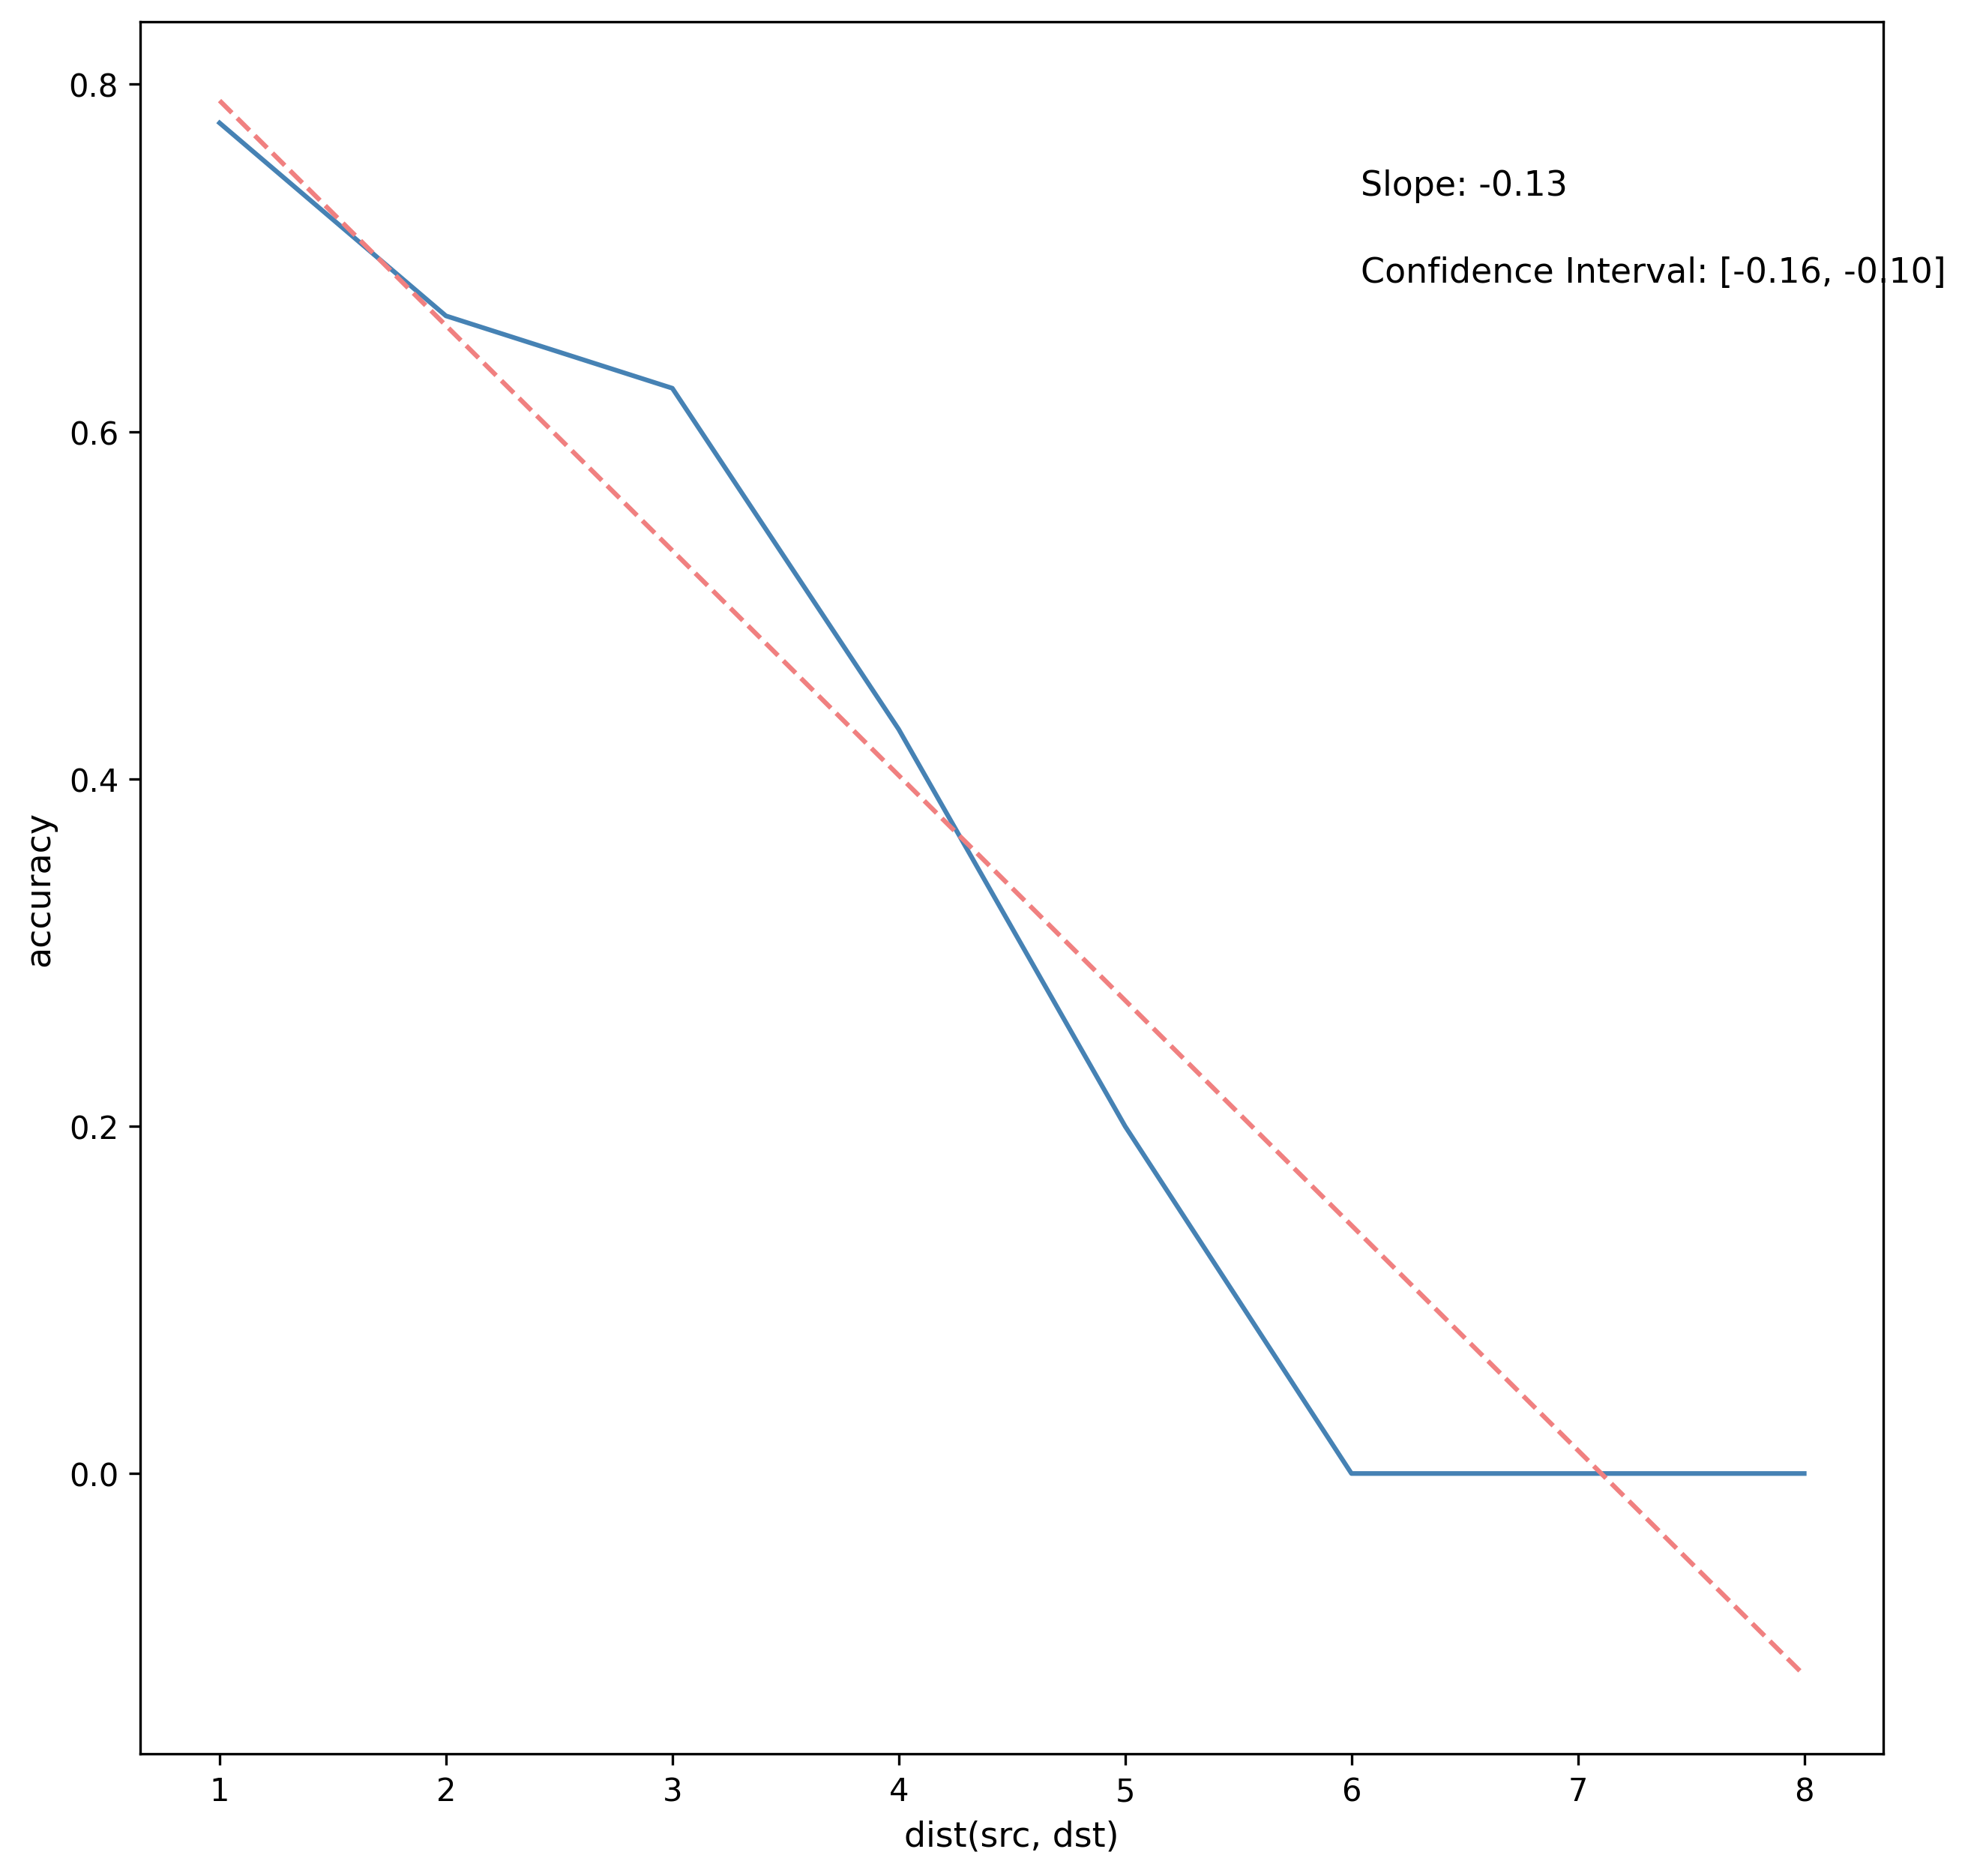 0.8
0.6
0.4
0.2
0.0
accuracy
Slope: -0.13
Confidence Interval: [-0.16, -0.10]
1 2 3 4 5 6 7 8
dist(src, dst)